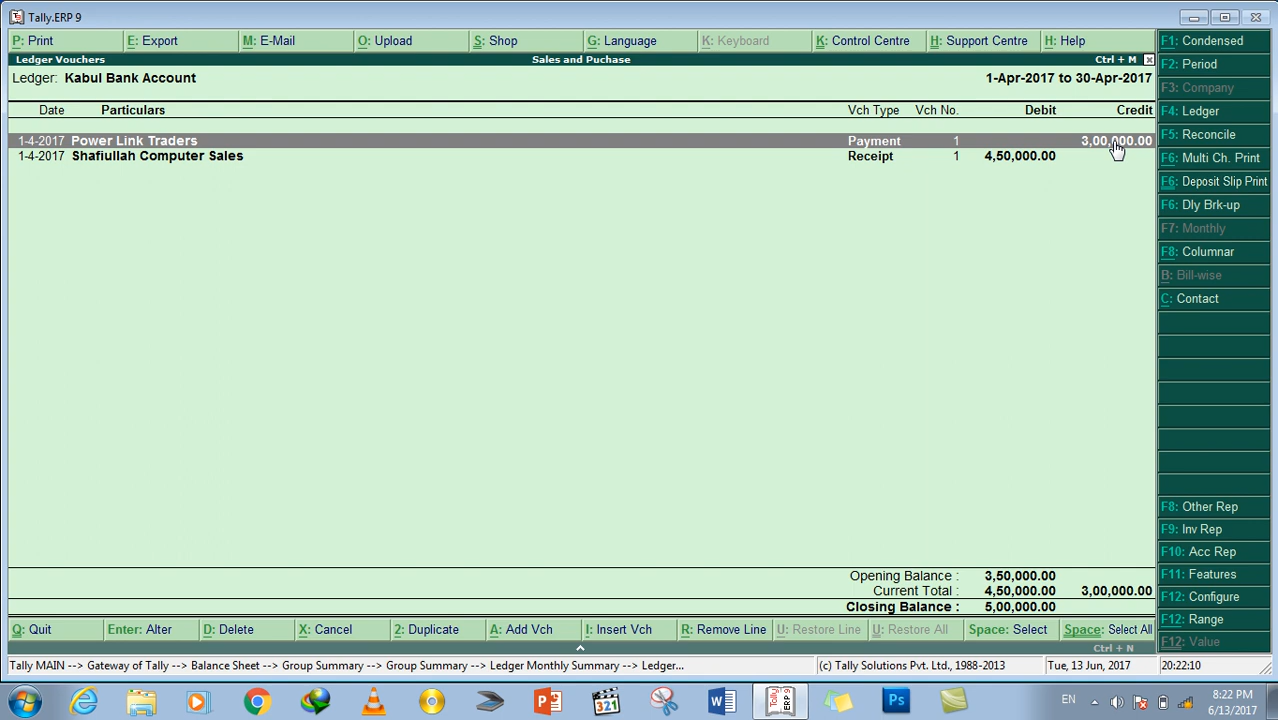 Tally.ERP 9
P: Print E: Export M: E-Mail O: Upload S: Shop G: Language K: Keyboard K: Control Centre H: Support Centre H: Help
Ledger Vouchers Sales and Puchase Ctrl + M
Ledger: Kabul Bank Account 1-Apr-2017 to 30-Apr-2017
Date Particulars Vch Type Vch No. Debit Credit
1-4-2017 Power Link Traders Payment 1 3,00,000.00
1-4-2017 Shafiullah Computer Sales Receipt 1 4,50,000.00
Opening Balance : 3,50,000.00
Current Total : 4,50,000.00 3,00,000.00
Closing Balance : 5,00,000.00
F1: Condensed
F2: Period
F3: Company
F4: Ledger
F5: Reconcile
F6: Multi Ch. Print
F6: Deposit Slip Print
F6: Dly Brk-up
F7: Monthly
F8: Columnar
B: Bill-wise
C: Contact
F8: Other Rep
F9: Inv Rep
F10: Acc Rep
F11: Features
F12: Configure
F12: Range
F12: Value
Q: Quit Enter: Alter D: Delete X: Cancel 2: Duplicate A: Add Vch I: Insert Vch R: Remove Line U: Restore Line U: Restore All Space: Select Space: Select All
Ctrl + N
Tally MAIN --> Gateway of Tally --> Balance Sheet --> Group Summary --> Group Summary --> Ledger Monthly Summary --> Ledger... (c) Tally Solutions Pvt. Ltd., 1988-2013 Tue, 13 Jun, 2017 20:22:10
321 Tally ERP 9 Ps EN 8:22 PM
6/13/2017